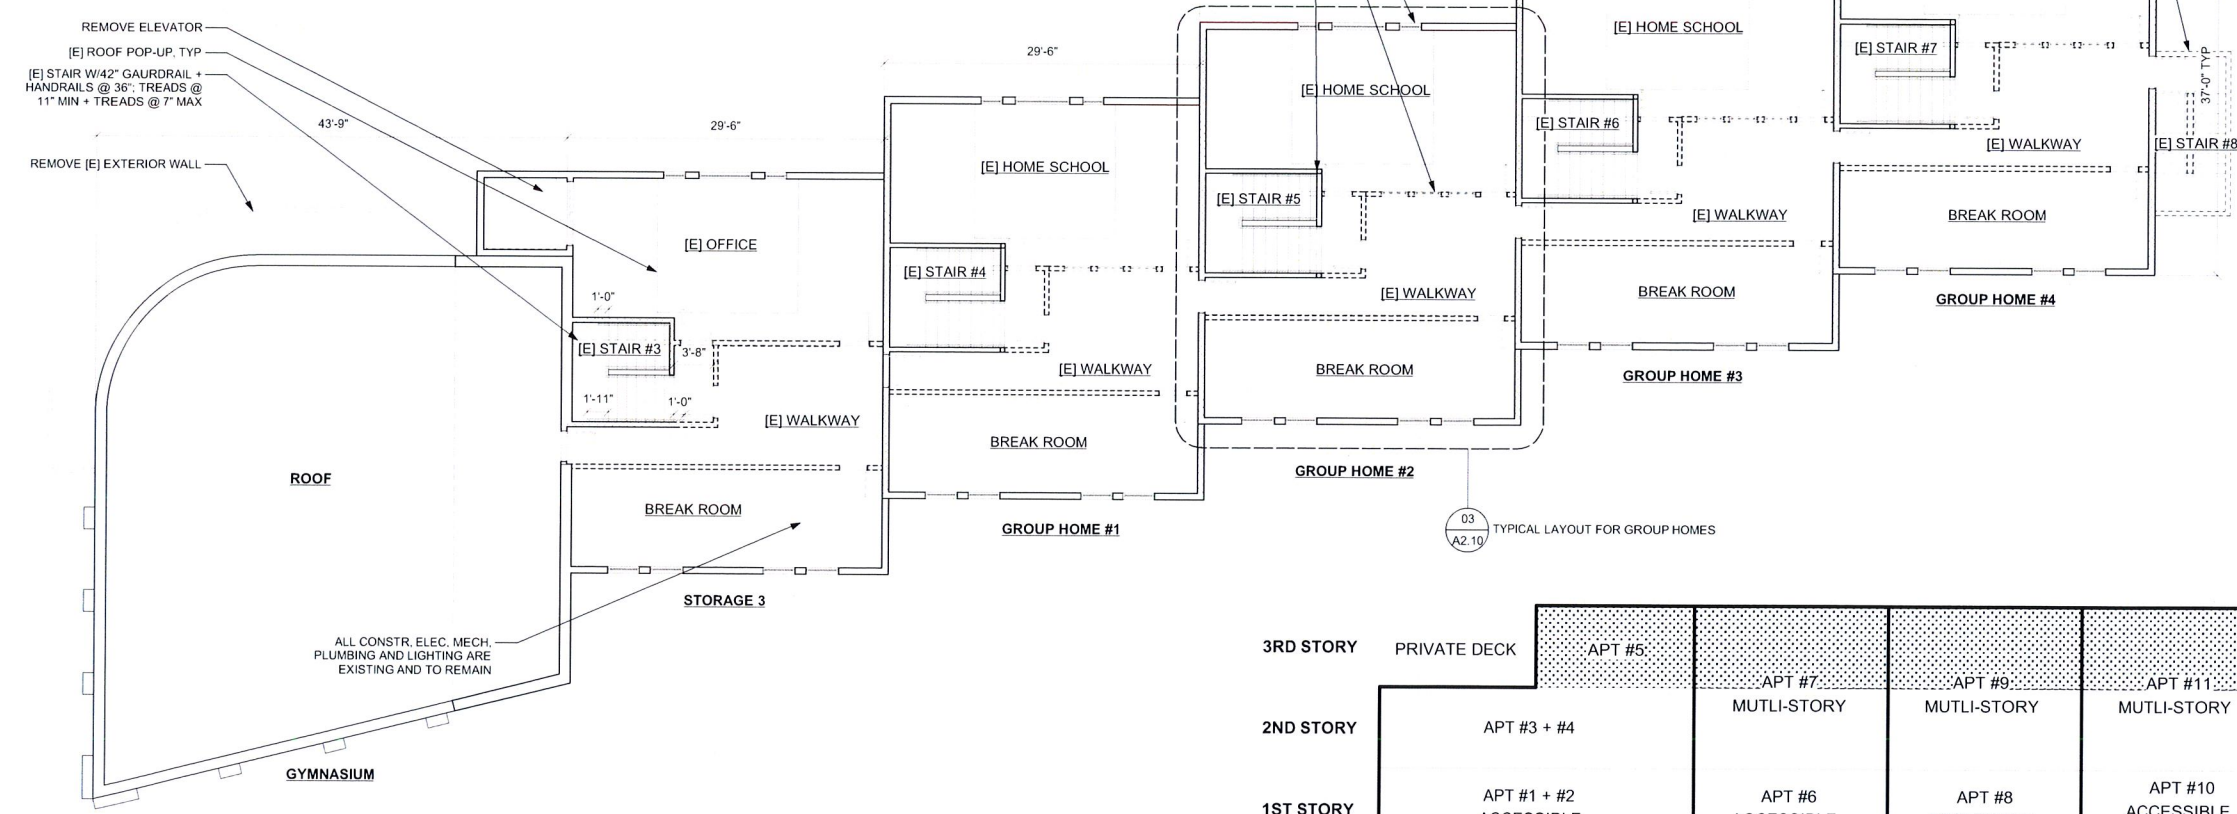 REMOVE ELEVATOR
[E] ROOF POP-UP, TYP
[E] STAIR W/42" GAURDRAIL +
HANDRAILS @ 36"; TREADS @
11" MIN + TREADS @ 7" MAX
REMOVE [E] EXTERIOR WALL
43'-9"
29'-6"
29'-6"
37'-0" TYP
[E] OFFICE
1'-0"
[E] STAIR #3
3'-8"
1'-11"
1'-0"
[E] WALKWAY
BREAK ROOM
STORAGE 3
ROOF
GYMNASIUM
ALL CONSTR, ELEC, MECH,
PLUMBING AND LIGHTING ARE
EXISTING AND TO REMAIN
[E] HOME SCHOOL
[E] STAIR #4
[E] WALKWAY
BREAK ROOM
GROUP HOME #1
[E] HOME SCHOOL
[E] STAIR #5
[E] WALKWAY
BREAK ROOM
GROUP HOME #2
03
A2.10
TYPICAL LAYOUT FOR GROUP HOMES
[E] HOME SCHOOL
[E] STAIR #6
[E] WALKWAY
BREAK ROOM
GROUP HOME #3
[E] STAIR #7
[E] WALKWAY
[E] STAIR #8
BREAK ROOM
GROUP HOME #4
3RD STORY
PRIVATE DECK
APT #5
2ND STORY
APT #3 + #4
APT #7
MUTLI-STORY
APT #9
MUTLI-STORY
APT #11
MUTLI-STORY
1ST STORY
APT #1 + #2
ACCESSIBLE
APT #6
ACCESSIBLE
APT #8
APT #10
ACCESSIBLE